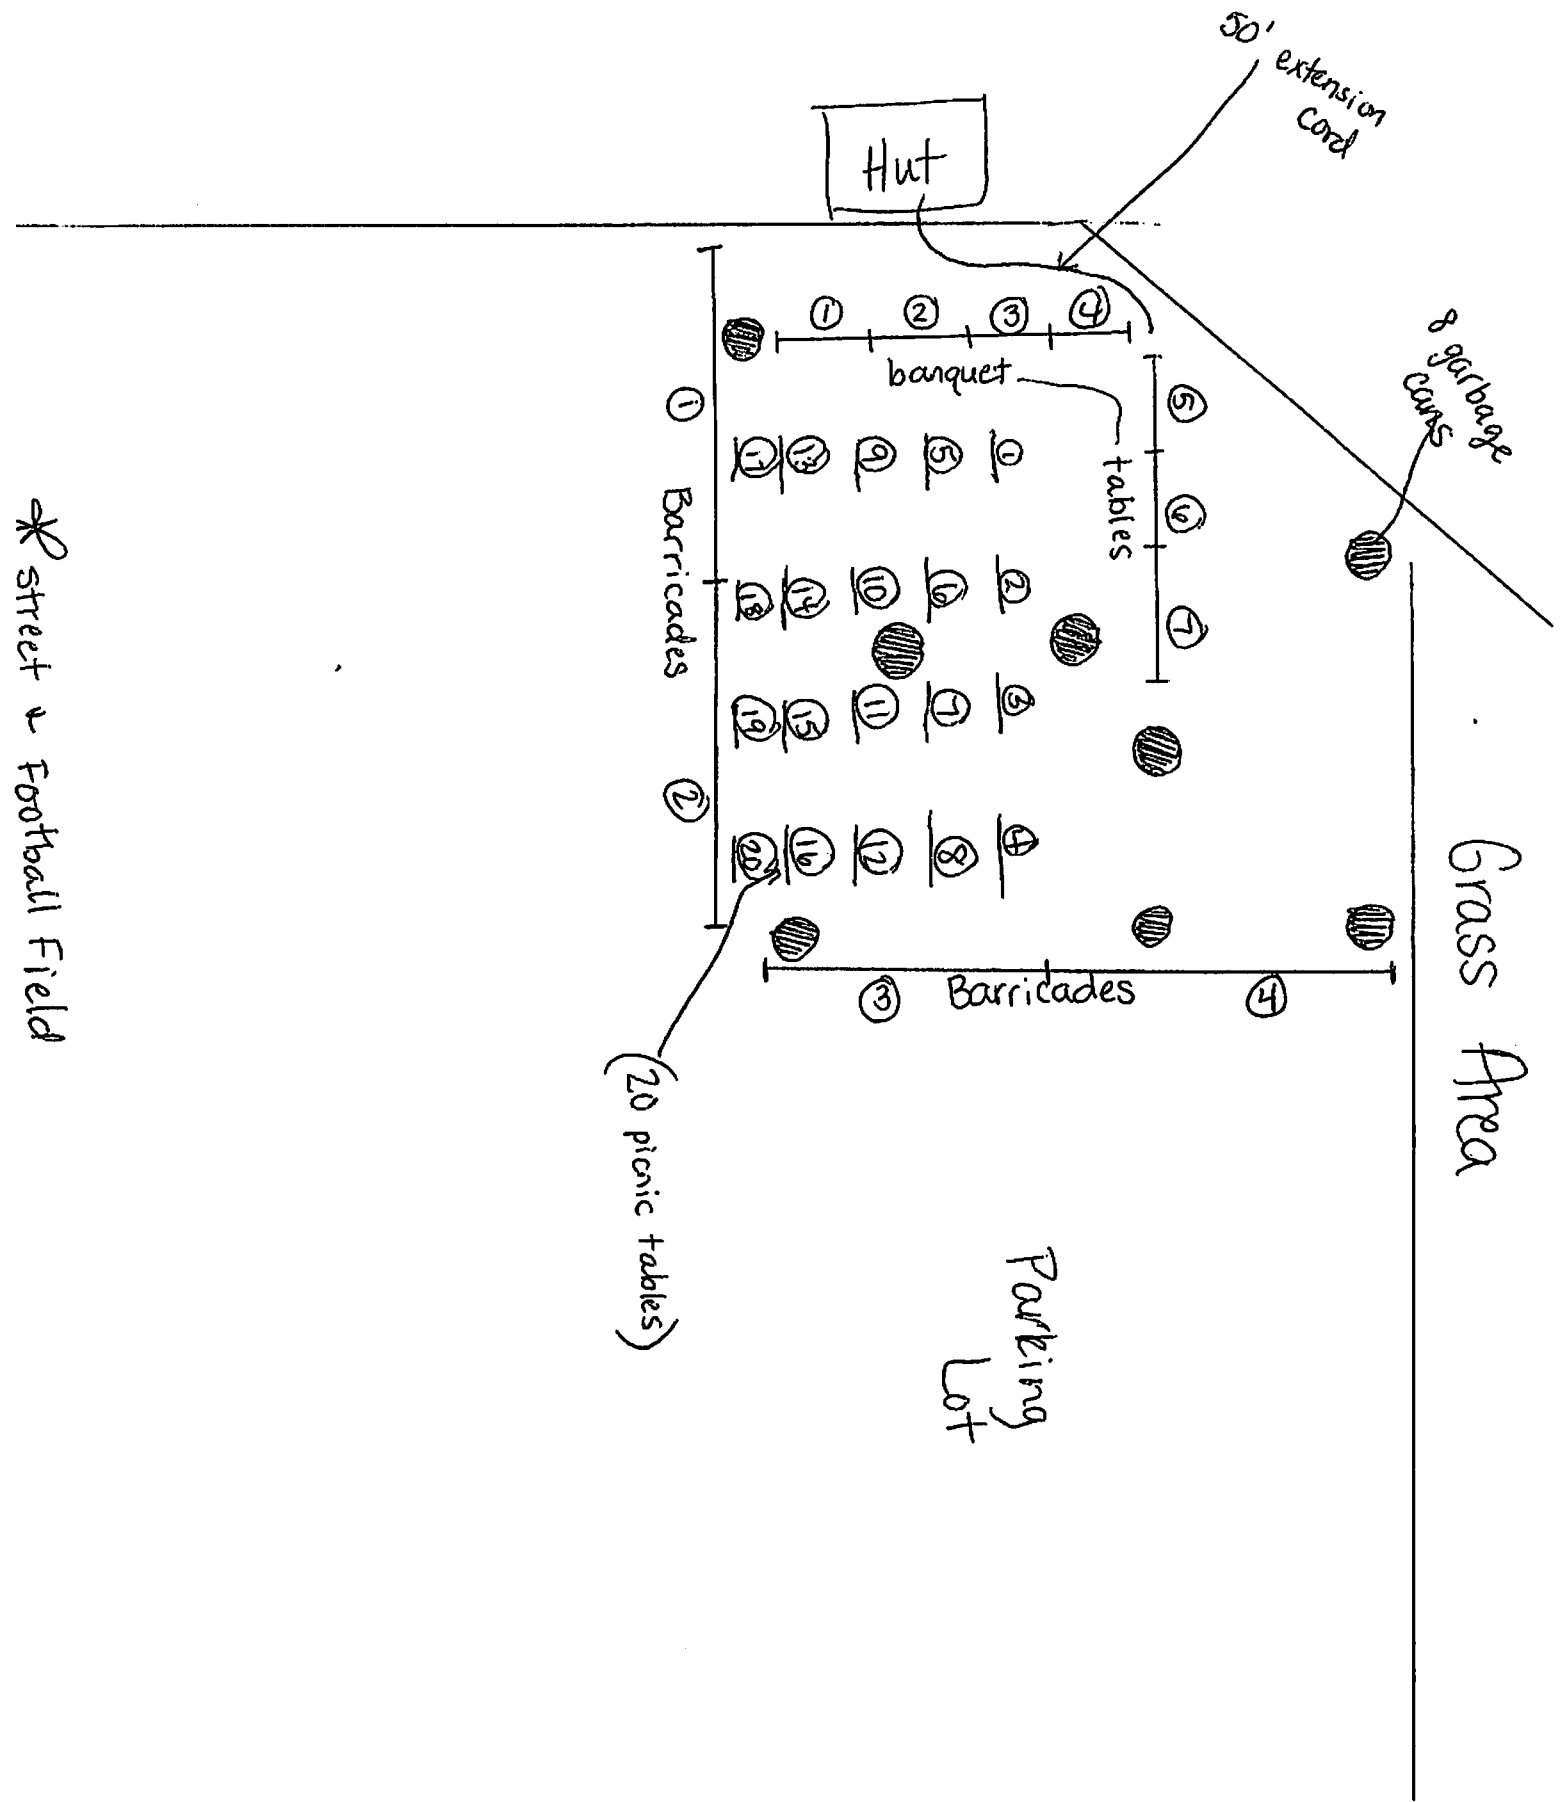 50'
extension
cord
Hut
8 garbage
cans
① ② ③ ④
banquet
tables
⑤
⑥
⑦
①
Barricades
②
17 13 9 5 1
18 14 10 6 2
19 15 11 7 3
20 16 12 8 4
③ Barricades ④
(20 picnic tables)
Grass Area
Parking
Lot
* street & Football Field